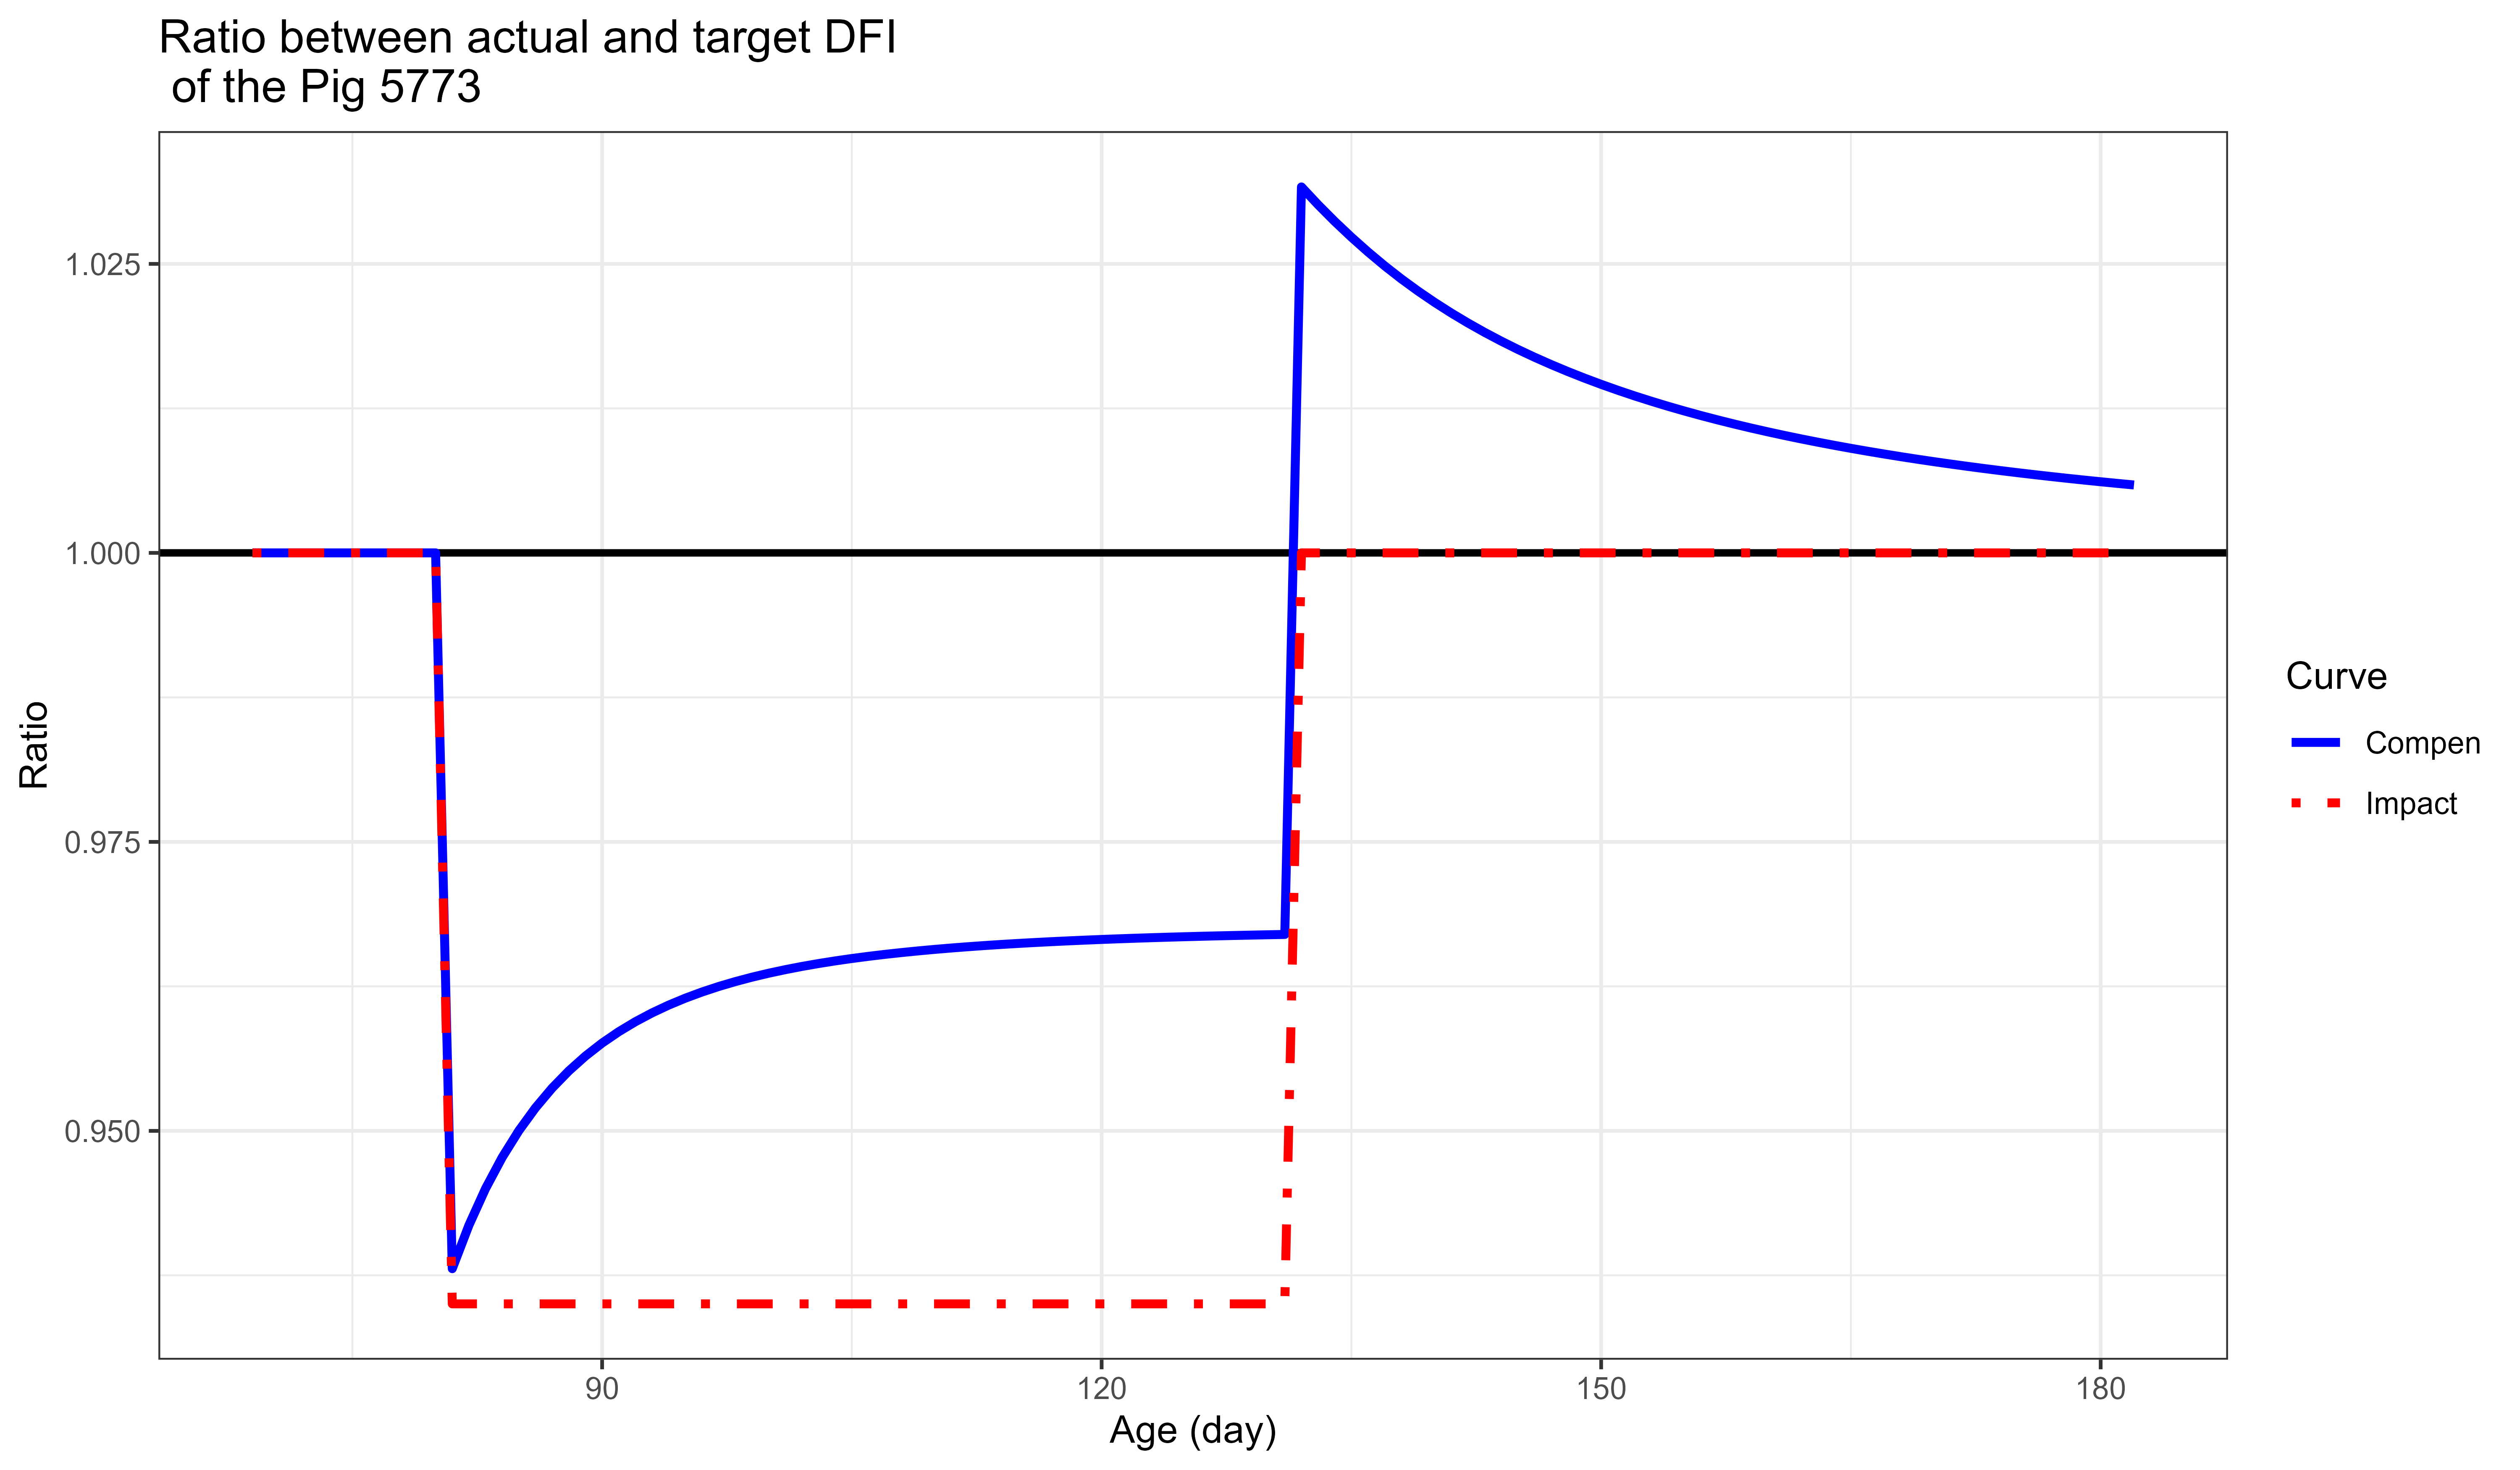 Ratio between actual and target DFI
of the Pig 5773
1.025
1.000
0.975
0.950
Ratio
90
120
150
180
Age (day)
Curve
Compen
Impact